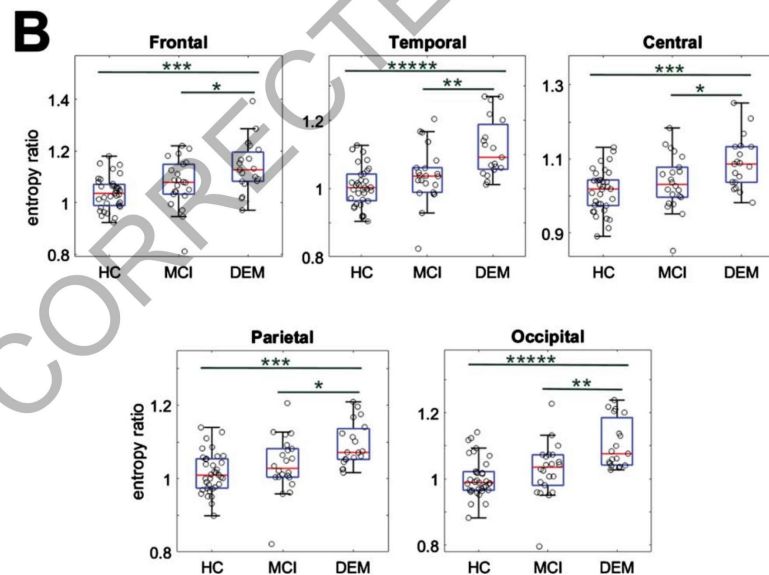 B
CORRECTE
Frontal
Temporal
Central
entropy ratio
1.4
1.2
1
0.8
***
*
HC MCI DEM
1.2
1
0.8
*****
**
HC MCI DEM
1.3
1.1
0.9
***
*
HC MCI DEM
Parietal
Occipital
entropy ratio
1.2
1
0.8
***
*
HC MCI DEM
1.2
1
0.8
*****
**
HC MCI DEM